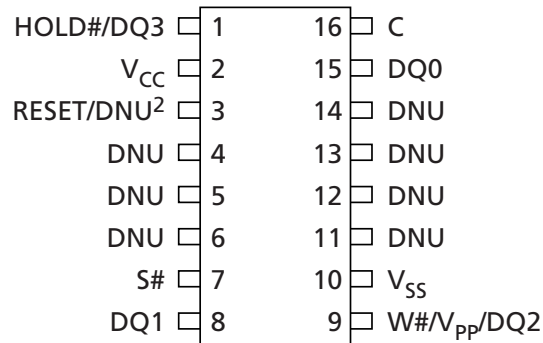 HOLD#/DQ3 1 16 C
VCC 2 15 DQ0
RESET/DNU² 3 14 DNU
DNU 4 13 DNU
DNU 5 12 DNU
DNU 6 11 DNU
S# 7 10 VSS
DQ1 8 9 W#/VPP/DQ2